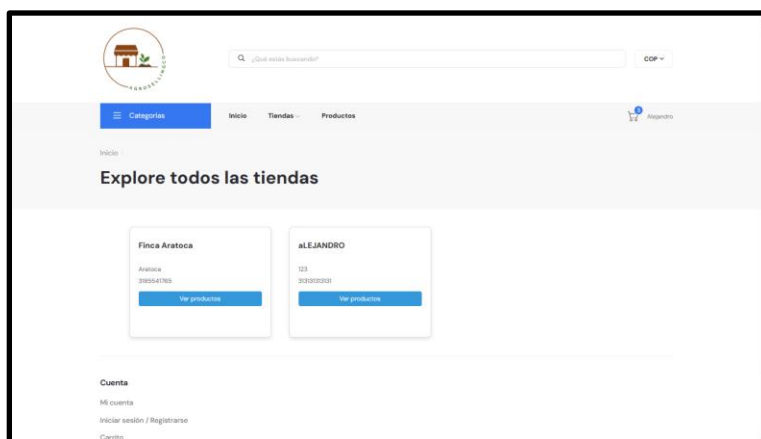 ¿Qué estás buscando?
COP
Categorías
Inicio
Tiendas
Productos
Alejandro
Inicio
Explore todos las tiendas
Finca Aratoca
Aratoca
3165541765
Ver productos
aLEJANDRO
123
31313131313
Ver productos
Cuenta
Mi cuenta
Iniciar sesión / Registrarse
Carrito